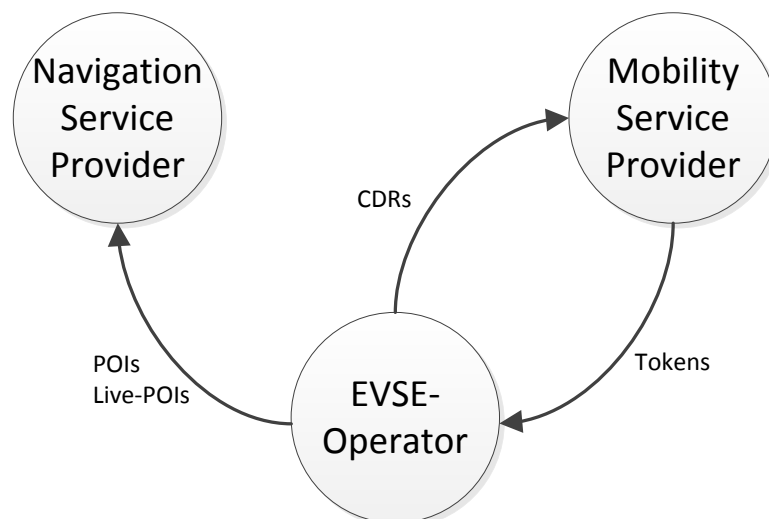 Navigation
Service
Provider
Mobility
Service
Provider
CDRs
POIs
Live-POIs
Tokens
EVSE-
Operator